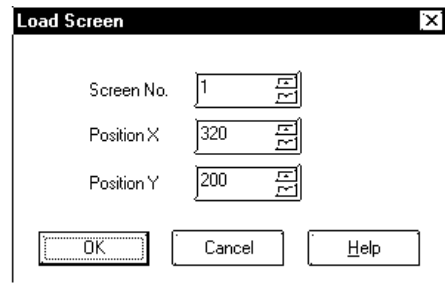 Load Screen
Screen No. 1
Position X 320
Position Y 200
OK Cancel Help